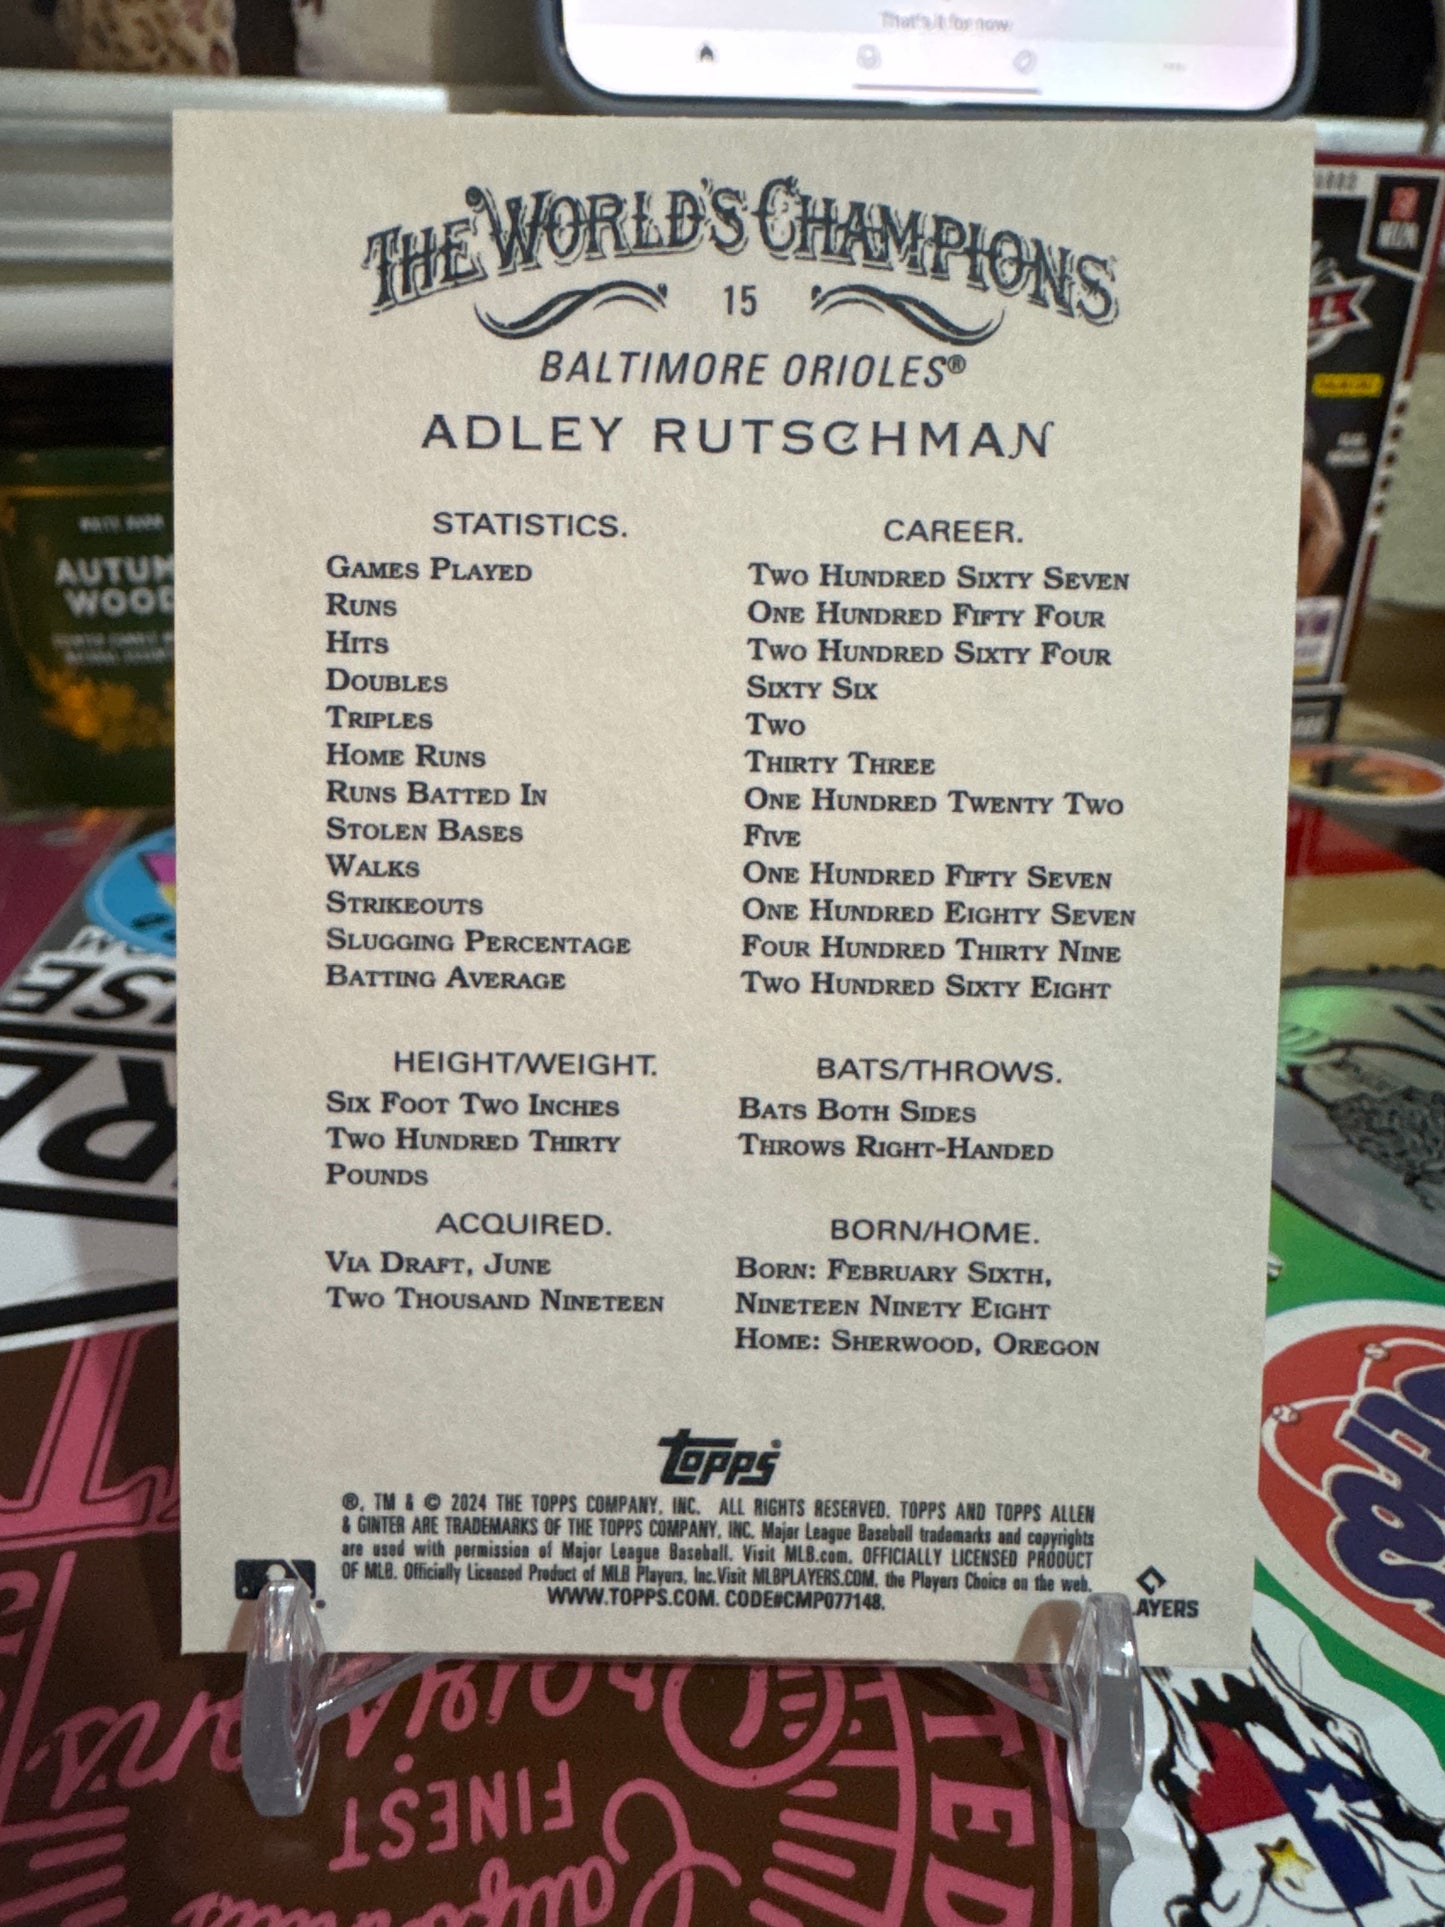 That's it for now.
THE WORLD'S CHAMPIONS
15
BALTIMORE ORIOLES®
ADLEY RUTSCHMAN
STATISTICS.
CAREER.
GAMES PLAYED
TWO HUNDRED SIXTY SEVEN
RUNS
ONE HUNDRED FIFTY FOUR
HITS
TWO HUNDRED SIXTY FOUR
DOUBLES
SIXTY SIX
TRIPLES
TWO
HOME RUNS
THIRTY THREE
RUNS BATTED IN
ONE HUNDRED TWENTY TWO
STOLEN BASES
FIVE
WALKS
ONE HUNDRED FIFTY SEVEN
STRIKEOUTS
ONE HUNDRED EIGHTY SEVEN
SLUGGING PERCENTAGE
FOUR HUNDRED THIRTY NINE
BATTING AVERAGE
TWO HUNDRED SIXTY EIGHT
HEIGHT/WEIGHT.
SIX FOOT TWO INCHES
TWO HUNDRED THIRTY
POUNDS
BATS/THROWS.
BATS BOTH SIDES
THROWS RIGHT-HANDED
ACQUIRED.
VIA DRAFT, JUNE
TWO THOUSAND NINETEEN
BORN/HOME.
BORN: FEBRUARY SIXTH,
NINETEEN NINETY EIGHT
HOME: SHERWOOD, OREGON
topps®
®, TM & © 2024 THE TOPPS COMPANY, INC. ALL RIGHTS RESERVED. TOPPS AND TOPPS ALLEN
& GINTER ARE TRADEMARKS OF THE TOPPS COMPANY, INC. Major League Baseball trademarks and copyrights
are used with permission of Major League Baseball. Visit MLB.com. OFFICIALLY LICENSED PRODUCT
OF MLB. Officially Licensed Product of MLB Players, Inc.Visit MLBPLAYERS.COM, the Players Choice on the web.
WWW.TOPPS.COM. CODE#CMP077148.
AYERS
AUTUM
WOOD
PANINI
FINEST
TED